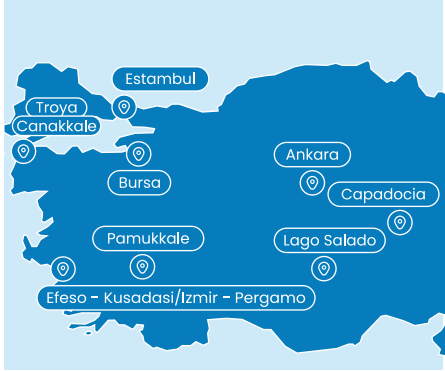 Estambul
Troya
Canakkale
Bursa
Ankara
Capadocia
Pamukkale
Lago Salado
Efeso - Kusadasi/Izmir - Pergamo